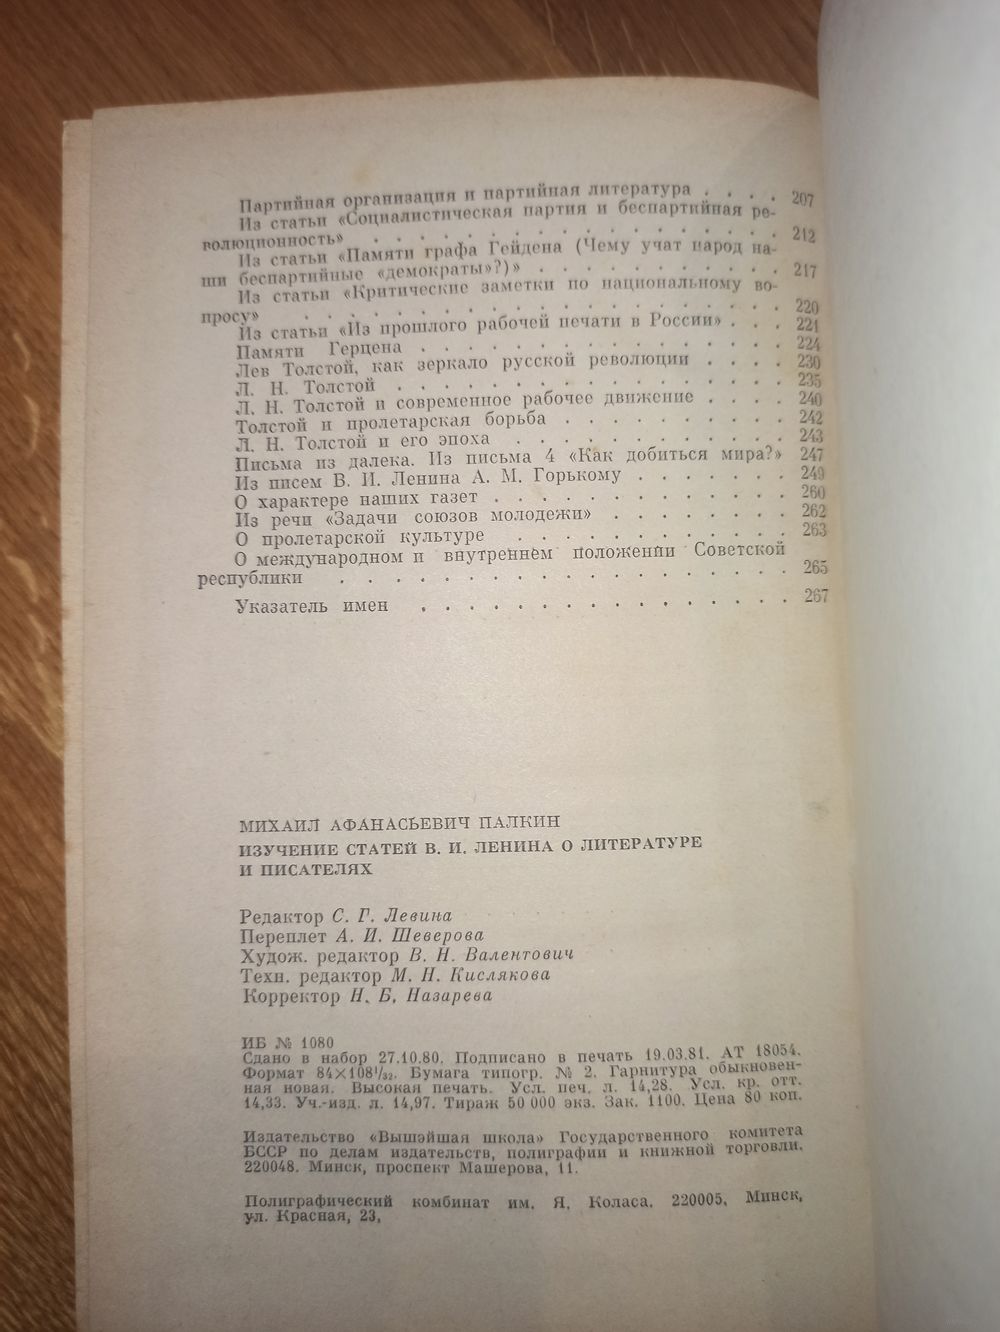 Партийная организация и партийная литература . . . . 207
Из статьи «Социалистическая партия и беспартийная ре-
волюционность» . . . . . . . . . . . . . . . . 212
Из статьи «Памяти графа Гейдена (Чему учат народ на-
ши беспартийные «демократы»?)» . . . . . . . . . . 217
Из статьи «Критические заметки по национальному во-
просу» . . . . . . . . . . . . . . . . . . 220
Из статьи «Из прошлого рабочей печати в России» . . . 221
Памяти Герцена . . . . . . . . . . . . . . 224
Лев Толстой, как зеркало русской революции . . . . 230
Л. Н. Толстой . . . . . . . . . . . . . . 235
Л. Н. Толстой и современное рабочее движение . . . . 240
Толстой и пролетарская борьба . . . . . . . . 242
Л. Н. Толстой и его эпоха . . . . . . . . . . 243
Письма из далека. Из письма 4 «Как добиться мира?» 247
Из писем В. И. Ленина А. М. Горькому . . . . . . 249
О характере наших газет . . . . . . . . . . . 260
Из речи «Задачи союзов молодежи» . . . . . . . 262
О пролетарской культуре . . . . . . . . . . 263
О международном и внутреннем положении Советской
республики . . . . . . . . . . . . . . . . 265
Указатель имен . . . . . . . . . . . . . . . 267
МИХАИЛ АФАНАСЬЕВИЧ ПАЛКИН
ИЗУЧЕНИЕ СТАТЕЙ В. И. ЛЕНИНА О ЛИТЕРАТУРЕ
И ПИСАТЕЛЯХ
Редактор С. Г. Левина
Переплет А. И. Шеверова
Худож. редактор В. Н. Валентович
Техн. редактор М. Н. Кислякова
Корректор Н. Б. Назарева
ИБ № 1080
Сдано в набор 27.10.80. Подписано в печать 19.03.81. АТ 18054.
Формат 84×108¹/₃₂. Бумага типогр. № 2. Гарнитура обыкновен-
ная новая. Высокая печать. Усл. печ. л. 14,28. Усл. кр. отт.
14,33. Уч.-изд. л. 14,97. Тираж 50 000 экз. Зак. 1100. Цена 80 коп.
Издательство «Вышэйшая школа» Государственного комитета
БССР по делам издательств, полиграфии и книжной торговли.
220048. Минск, проспект Машерова, 11.
Полиграфический комбинат им. Я. Коласа. 220005, Минск,
ул. Красная, 23,